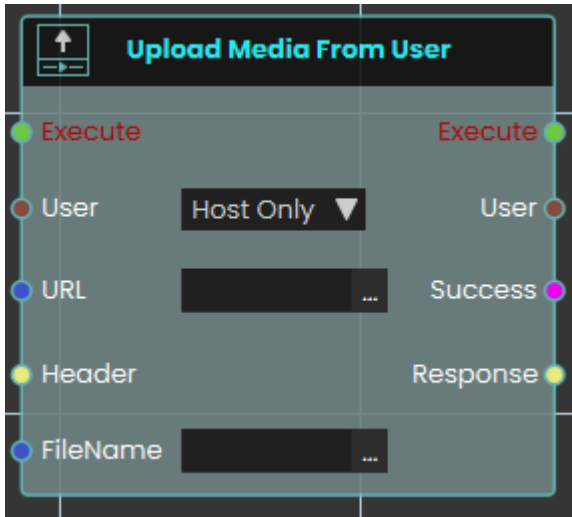 Upload Media From User
Execute Execute
User Host Only User
URL ... Success
Header Response
FileName ...